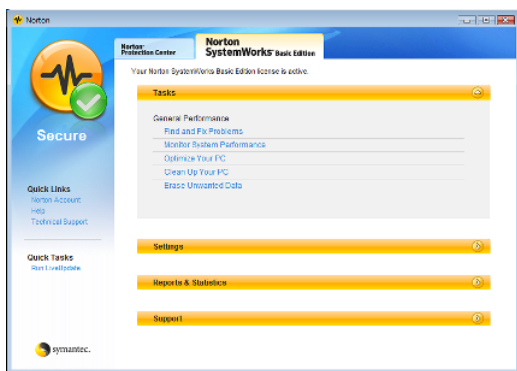 Norton
Norton
Protection Center
Norton
SystemWorks Basic Edition
Your Norton SystemWorks Basic Edition license is active.
Tasks
General Performance
Find and Fix Problems
Monitor System Performance
Optimize Your PC
Clean Up Your PC
Erase Unwanted Data
Secure
Quick Links
Norton Account
Help
Technical Support
Quick Tasks
Run LiveUpdate
Settings
Reports & Statistics
Support
symantec.